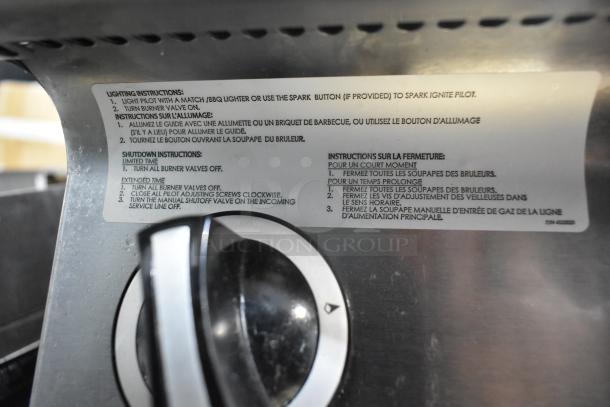 LIGHTING INSTRUCTIONS:
1. LIGHT PILOT WITH A MATCH /BBQ LIGHTER OR USE THE SPARK BUTTON (IF PROVIDED) TO SPARK IGNITE PILOT.
2. TURN BURNER VALVE ON.
INSTRUCTIONS SUR L'ALLUMAGE:
1. ALLUMEZ LE GUIDE AVEC UNE ALLUMETTE OU UN BRIQUET DE BARBECUE, OU UTILISEZ LE BOUTON D'ALLUMAGE
(S'IL Y A LIEU) POUR ALLUMER LE GUIDE.
2. TOURNEZ LE BOUTON OUVRANT LA SOUPAPE DU BRULEUR.
SHUTDOWN INSTRUCTIONS:
LIMITED TIME
1. TURN ALL BURNER VALVES OFF.
EXTENDED TIME
1. TURN ALL BURNER VALVES OFF.
2. CLOSE ALL PILOT ADJUSTING SCREWS CLOCKWISE.
3. TURN THE MANUAL SHUTOFF VALVE ON THE INCOMING
SERVICE LINE OFF.
INSTRUCTIONS SUR LA FERMETURE:
POUR UN COURT MOMENT
1. FERMEZ TOUTES LES SOUPAPES DES BRULEURS.
POUR UN TEMPS PROLONGE
1. FERMEZ TOUTES LES SOUPAPES DES BRULEURS.
2. FERMEZ LES VIS D'ADJUSTEMENT DES VEILLEUSES DANS
LE SENS HORAIRE.
3. FERMEZ LA SOUPAPE MANUELLE D'ENTRÉE DE GAZ DE LA LIGNE
D'ALIMENTATION PRINCIPALE.
AUCTION GROUP